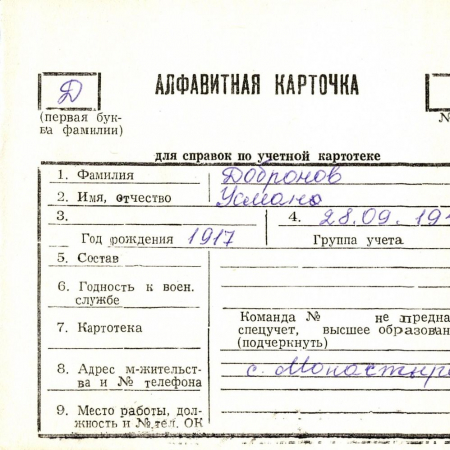 Д
АЛФАВИТНАЯ КАРТОЧКА
(первая бук-
ва фамилии)
№
для справок по учетной картотеке
1. Фамилия Добронов
2. Имя, отчество
3. 4. 28.09.19
Год рождения 1917 Группа учета
5. Состав
6. Годность к воен.
службе
Команда № не предна
7. Картотека спецучет, высшее образован
(подчеркнуть)
8. Адрес м-жительст- с. Монастыр
ва и № телефона
9. Место работы, дол-
жность и № тел. ОК